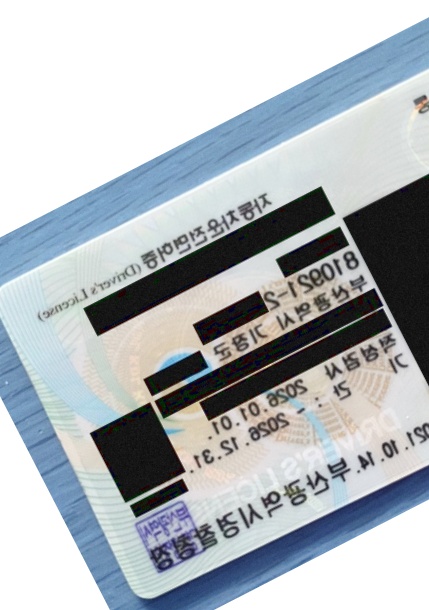 자동차운전면허증 (Driver's License)
810921-2
부산광역시 기장군
적성검사
기 간
2026. 01. 01.
~ 2026. 12. 31.
021. 10. 14.
부산광역시경찰청장
DRIVER'S LICENSE